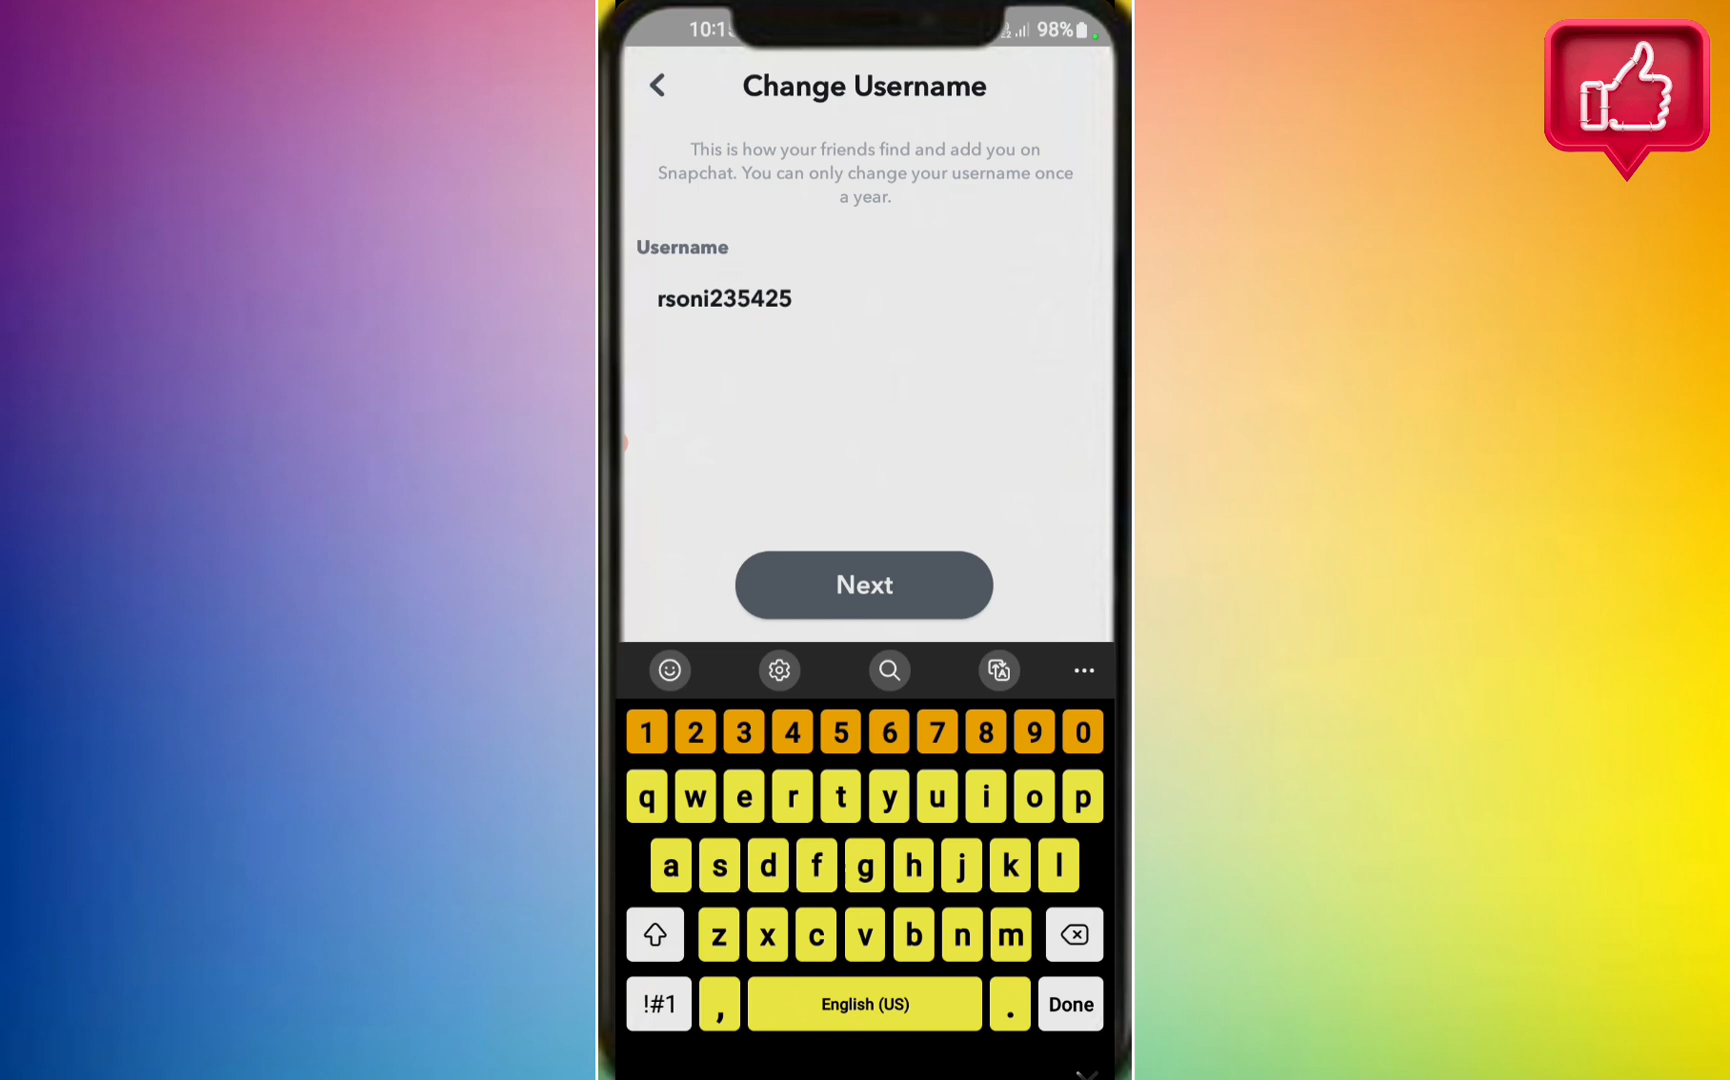 98%
Change Username
This is how your friends find and add you on
Snapchat. You can only change your username once
a year.
Username
rsoni235425
Next
1 2 3 4 5 6 7 8 9 0
q w e r t y u i o p
a s d f g h j k l
z x c v b n m
!#1 , English (US) . Done